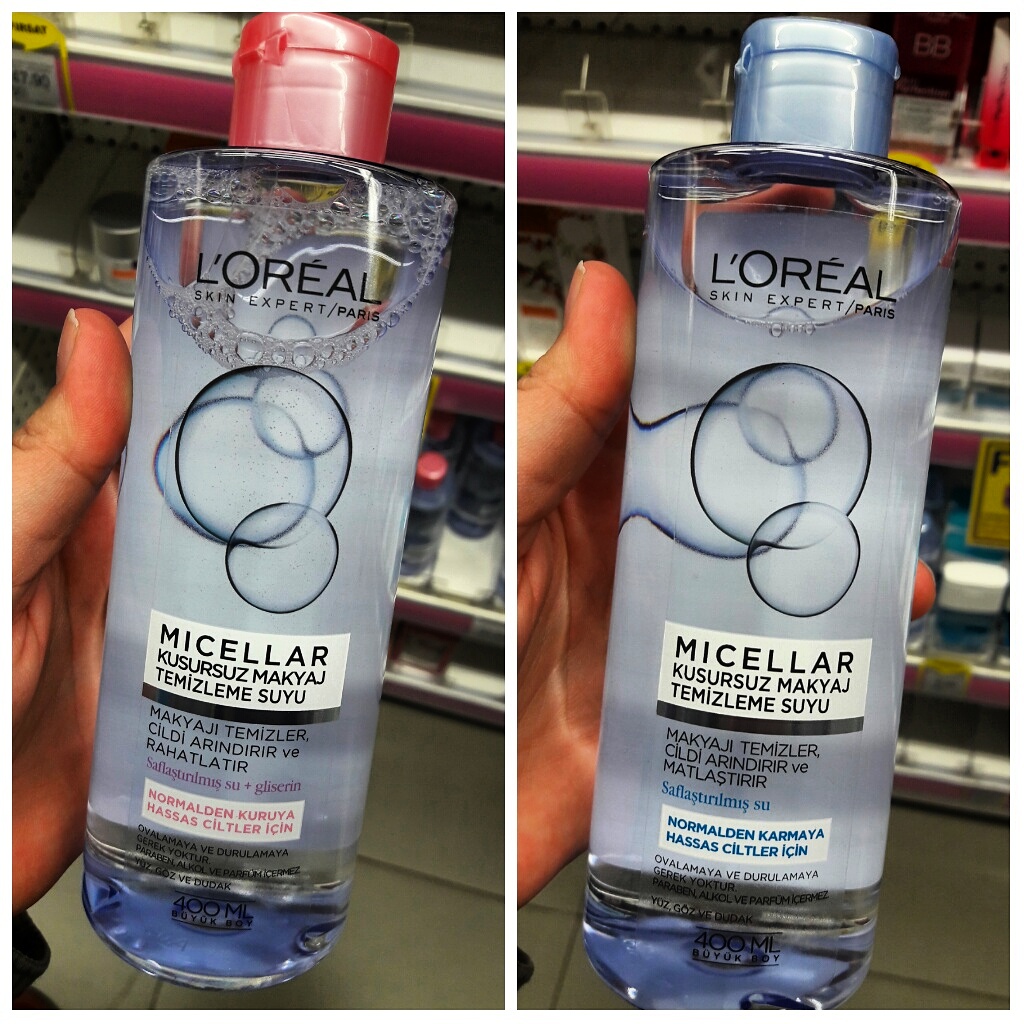 L'ORÉAL
SKIN EXPERT/PARIS
MICELLAR
KUSURSUZ MAKYAJ
TEMİZLEME SUYU
MAKYAJI TEMİZLER,
CİLDİ ARINDIRIR ve
RAHATLATIR
Saflaştırılmış su + gliserin
NORMALDEN KURUYA
HASSAS CİLTLER İÇİN
OVALAMAYA VE DURULAMAYA
GEREK YOKTUR.
PARABEN, ALKOL VE PARFÜM İÇERMEZ
YÜZ, GÖZ VE DUDAK
400 ML
BÜYÜK BOY
BB
L'ORÉAL
SKIN EXPERT/PARIS
MICELLAR
KUSURSUZ MAKYAJ
TEMİZLEME SUYU
MAKYAJI TEMİZLER,
CİLDİ ARINDIRIR ve
MATLAŞTIRIR
Saflaştırılmış su
NORMALDEN KARMAYA
HASSAS CİLTLER İÇİN
OVALAMAYA VE DURULAMAYA
GEREK YOKTUR.
PARABEN, ALKOL VE PARFÜM İÇERMEZ
YÜZ, GÖZ VE DUDAK
400 ML
BÜYÜK BOY